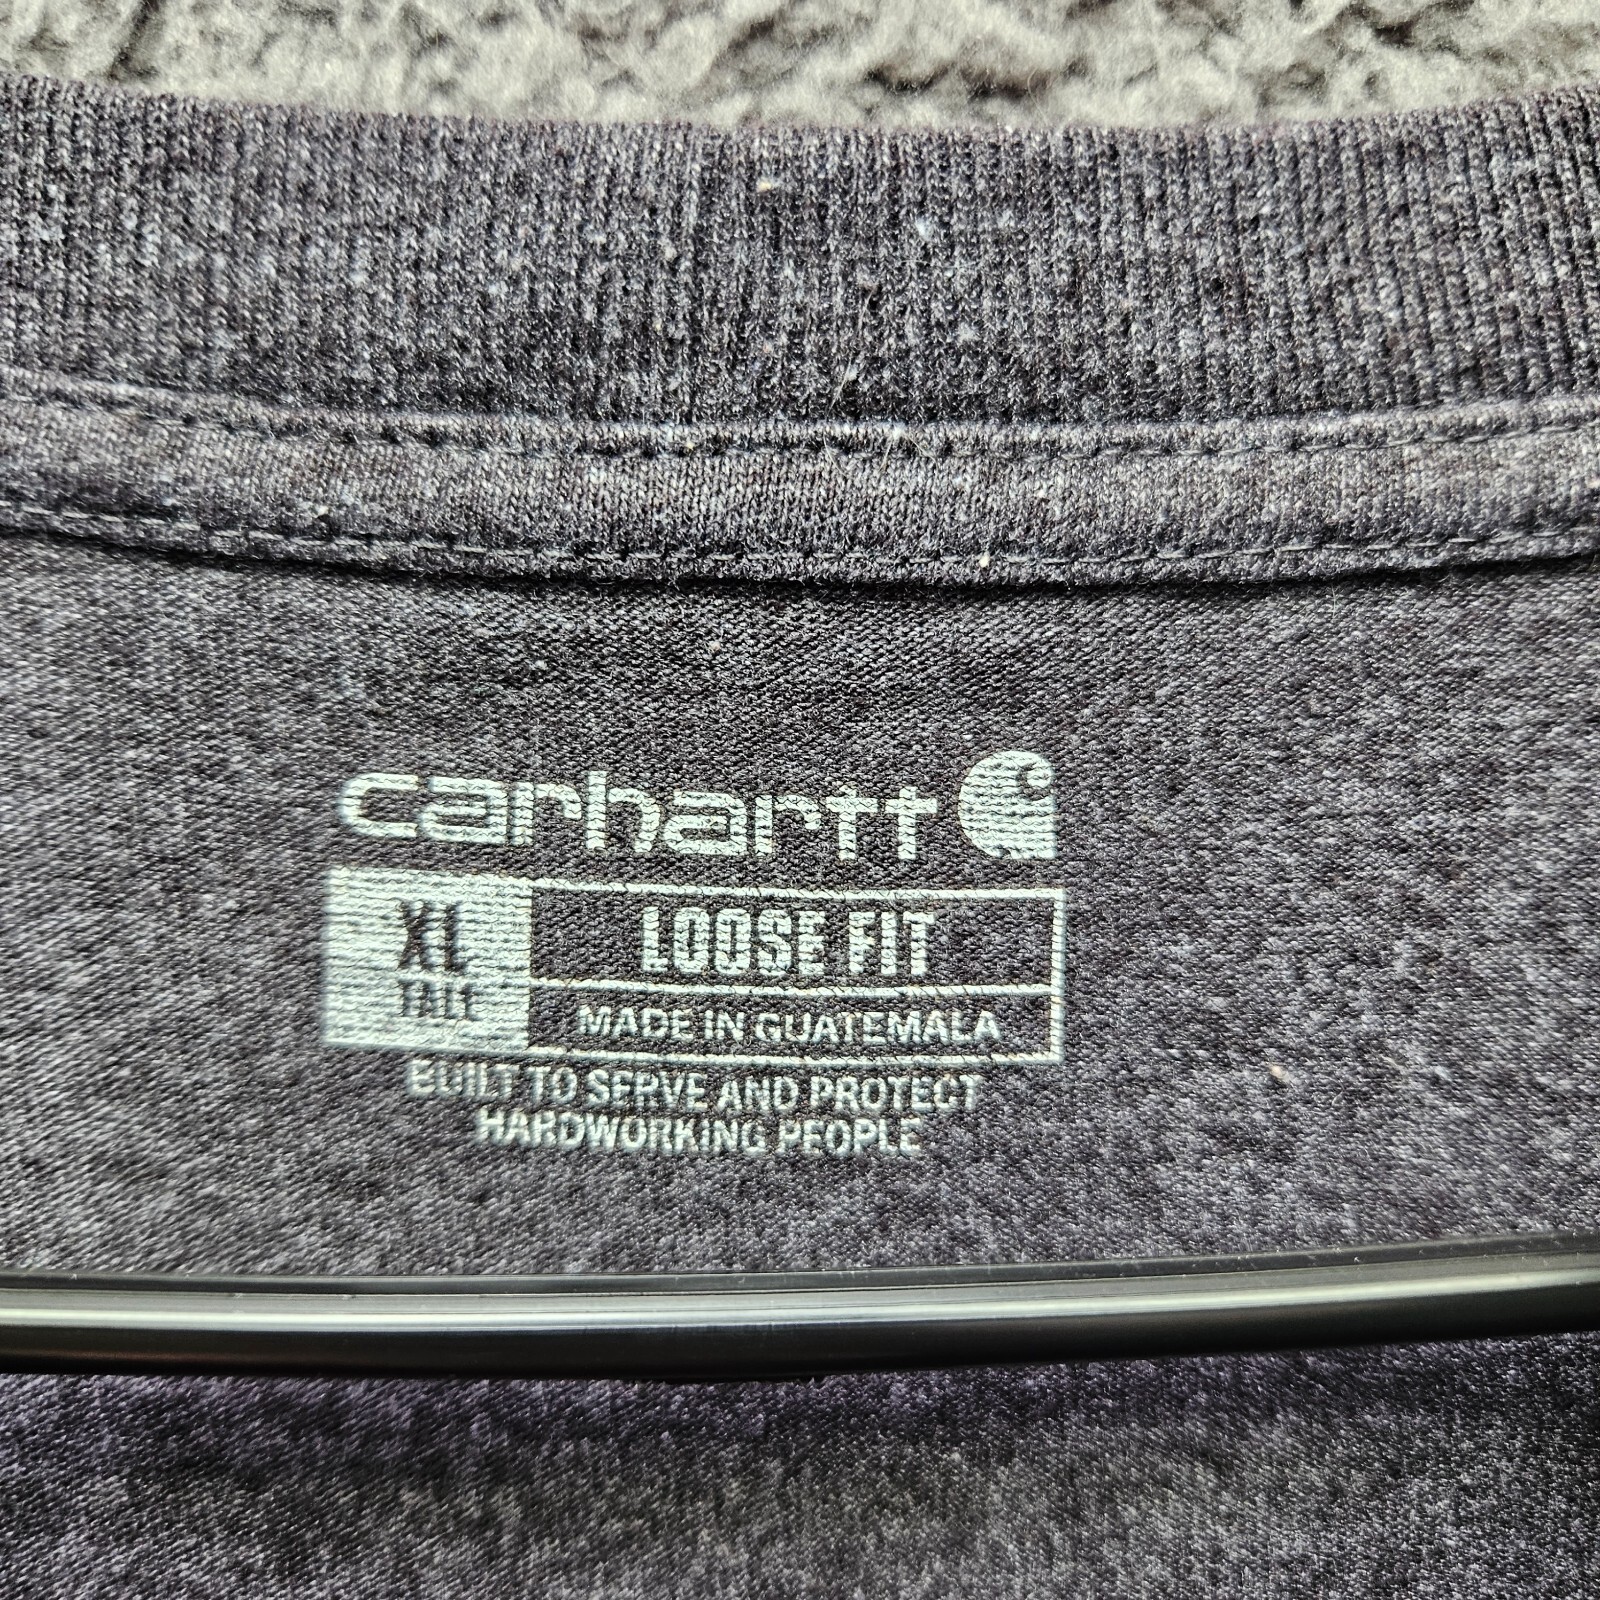 carhartt
XL
TALL
LOOSE FIT
MADE IN GUATEMALA
BUILT TO SERVE AND PROTECT
HARDWORKING PEOPLE